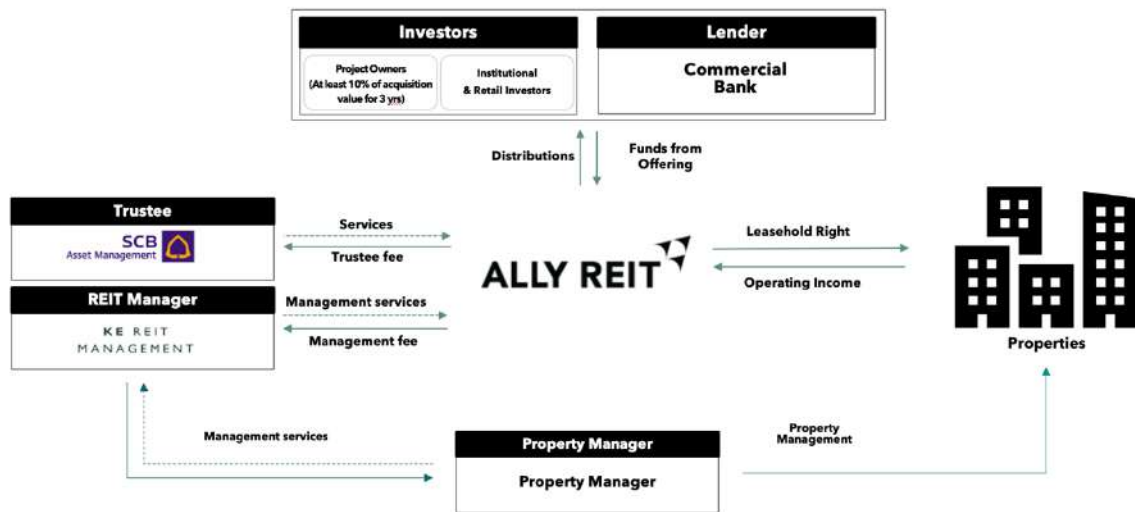 Investors
Lender
Project Owners
(At least 10% of acquisition
value for 3 yrs)
Institutional
& Retail Investors
Commercial
Bank
Distributions
Funds from
Offering
Trustee
SCB
Asset Management
Services
Trustee fee
REIT Manager
KE REIT
MANAGEMENT
Management services
Management fee
ALLY REIT
Leasehold Right
Operating Income
Properties
Management services
Property Manager
Property Manager
Property
Management